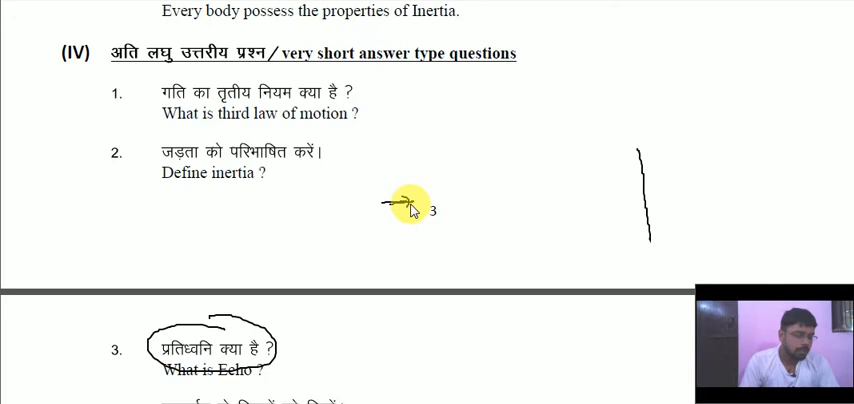 Every body possess the properties of Inertia.
(IV) अति लघु उत्तरीय प्रश्न / very short answer type questions
1. गति का तृतीय नियम क्या है ?
What is third law of motion ?
2. जड़ता को परिभाषित करें।
Define inertia ?
3
3. प्रतिध्वनि क्या है ?
What is Echo ?